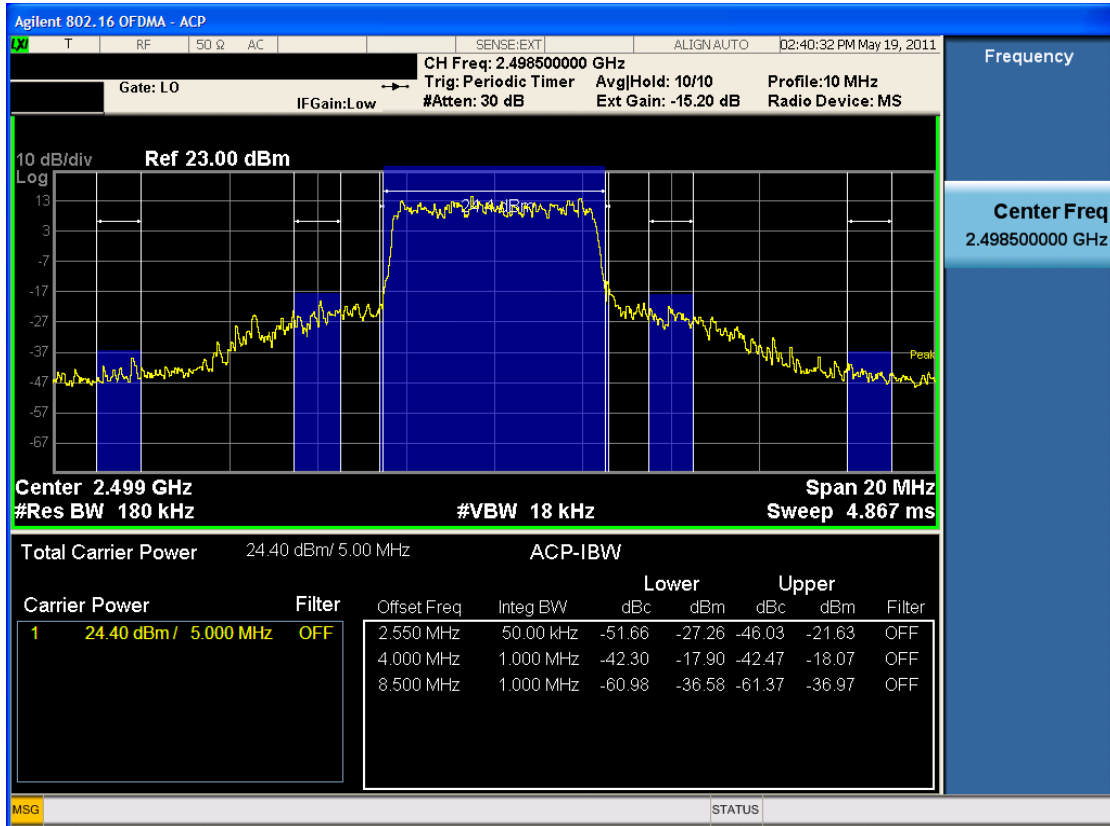 Agilent 802.16 OFDMA - ACP
LXI T RF 50 Ω AC SENSE:EXT ALIGN AUTO 02:40:32 PM May 19, 2011
CH Freq: 2.498500000 GHz
Gate: LO Trig: Periodic Timer Avg|Hold: 10/10 Profile:10 MHz
IFGain:Low #Atten: 30 dB Ext Gain: -15.20 dB Radio Device: MS
Frequency
Center Freq
2.498500000 GHz
10 dB/div Ref 23.00 dBm
Log
13
3
-7
-17
-27
-37
-47
-57
-67
24.4 dBm
Peak
Center 2.499 GHz Span 20 MHz
#Res BW 180 kHz #VBW 18 kHz Sweep 4.867 ms
Total Carrier Power 24.40 dBm/ 5.00 MHz ACP-IBW
Lower Upper
Carrier Power Filter Offset Freq Integ BW dBc dBm dBc dBm Filter
1 24.40 dBm / 5.000 MHz OFF 2.550 MHz 50.00 kHz -51.66 -27.26 -46.03 -21.63 OFF
4.000 MHz 1.000 MHz -42.30 -17.90 -42.47 -18.07 OFF
8.500 MHz 1.000 MHz -60.98 -36.58 -61.37 -36.97 OFF
MSG STATUS